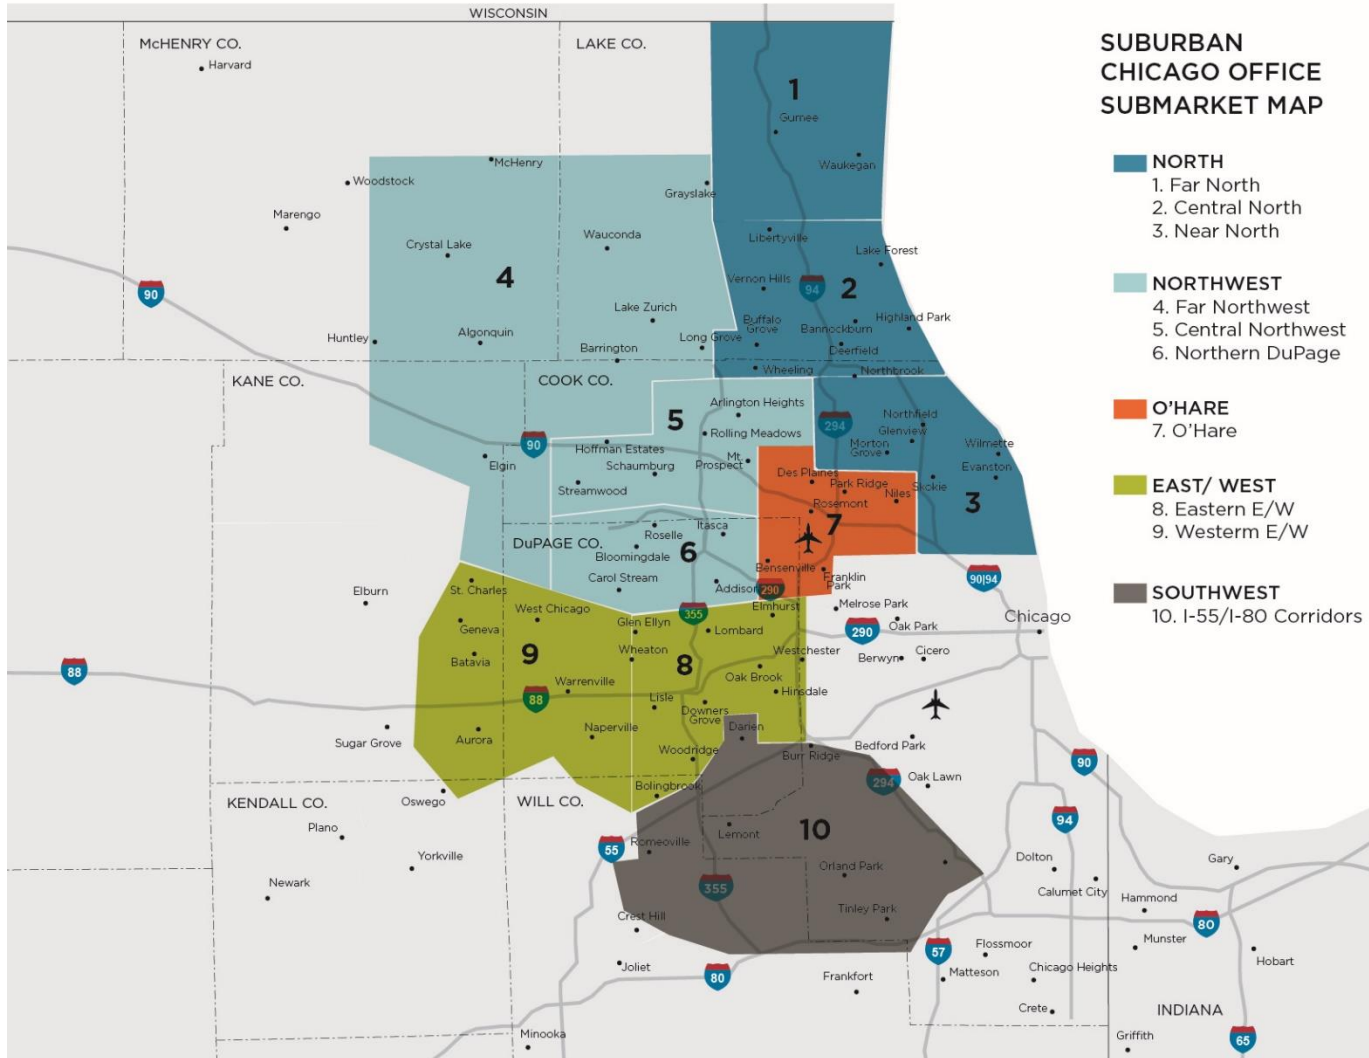 WISCONSIN
McHENRY CO.
LAKE CO.
Harvard
1
Gurnee
Waukegan
McHenry
Woodstock
Grayslake
Marengo
Libertyville
Crystal Lake
Wauconda
Lake Forest
4
Vernon Hills
94
2
90
Lake Zurich
Buffalo
Grove
Bannockburn
Highland Park
Huntley
Algonquin
Barrington
Long Grove
Deerfield
Wheeling
Northbrook
KANE CO.
COOK CO.
Arlington Heights
5
Northfield
294
Rolling Meadows
Glenview
90
Hoffman Estates
Morton
Grove
Wilmette
Elgin
Schaumburg
Mt.
Prospect
Evanston
Streamwood
Des Plaines
Park Ridge
Skokie
Niles
3
Rosemont
7
Roselle
Itasca
DuPAGE CO.
Bloomingdale
6
Bensenville
Carol Stream
Addison
Franklin
Park
90|94
290
St. Charles
Elburn
West Chicago
355
Elmhurst
Melrose Park
Geneva
Glen Ellyn
Lombard
290
Oak Park
Chicago
Batavia
9
Wheaton
8
Westchester
Berwyn
Cicero
88
Oak Brook
Warrenville
88
Lisle
Hinsdale
Downers
Grove
Sugar Grove
Aurora
Naperville
Darien
Woodridge
Burr Ridge
Bedford Park
90
294
Oak Lawn
Oswego
KENDALL CO.
WILL CO.
Bolingbrook
94
Plano
Lemont
10
55
Romeoville
Yorkville
Orland Park
Dolton
Gary
Newark
355
Calumet City
Hammond
Crest Hill
Tinley Park
80
57
Flossmoor
Munster
Joliet
80
Frankfort
Matteson
Chicago Heights
Hobart
Crete
INDIANA
Minooka
Griffith
65
SUBURBAN
CHICAGO OFFICE
SUBMARKET MAP
NORTH
1. Far North
2. Central North
3. Near North
NORTHWEST
4. Far Northwest
5. Central Northwest
6. Northern DuPage
O'HARE
7. O'Hare
EAST/ WEST
8. Eastern E/W
9. Westerm E/W
SOUTHWEST
10. I-55/I-80 Corridors